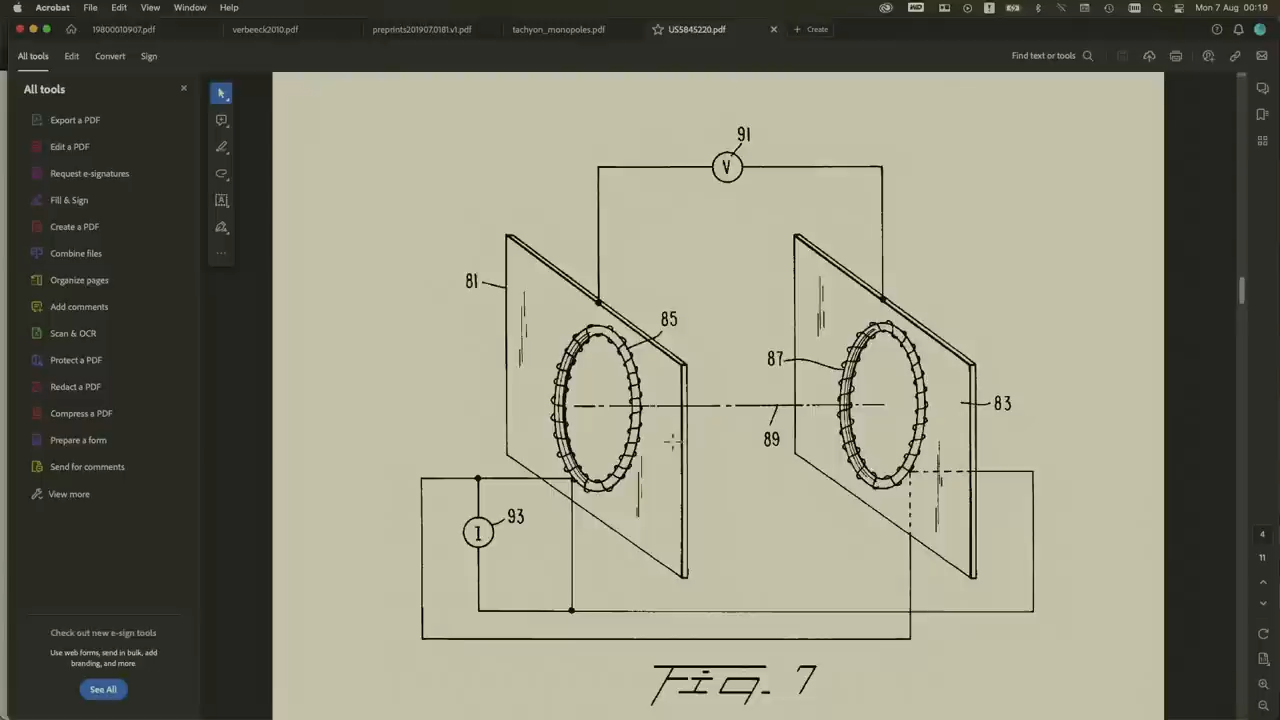 Acrobat File Edit View Window Help
Mon 7 Aug 00:19
19800010907.pdf verbeeck2010.pdf preprints201907.0181.v1.pdf tachyon_monopoles.pdf US5845220.pdf Create
All tools Edit Convert Sign Find text or tools
All tools
Export a PDF
Edit a PDF
Request e-signatures
Fill & Sign
Create a PDF
Combine files
Organize pages
Add comments
Scan & OCR
Protect a PDF
Redact a PDF
Compress a PDF
Prepare a form
Send for comments
View more
Check out new e-sign tools
Use web forms, send in bulk, add
branding, and more.
See All
91
V
81
85
87
83
89
93
I
Fig. 7
4
11